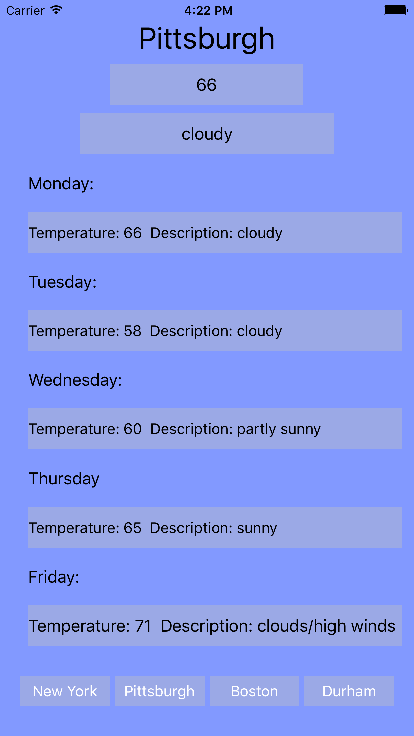 Carrier 4:22 PM
Pittsburgh
66
cloudy
Monday:
Temperature: 66  Description: cloudy
Tuesday:
Temperature: 58  Description: cloudy
Wednesday:
Temperature: 60  Description: partly sunny
Thursday
Temperature: 65  Description: sunny
Friday:
Temperature: 71  Description: clouds/high winds
New York Pittsburgh Boston Durham